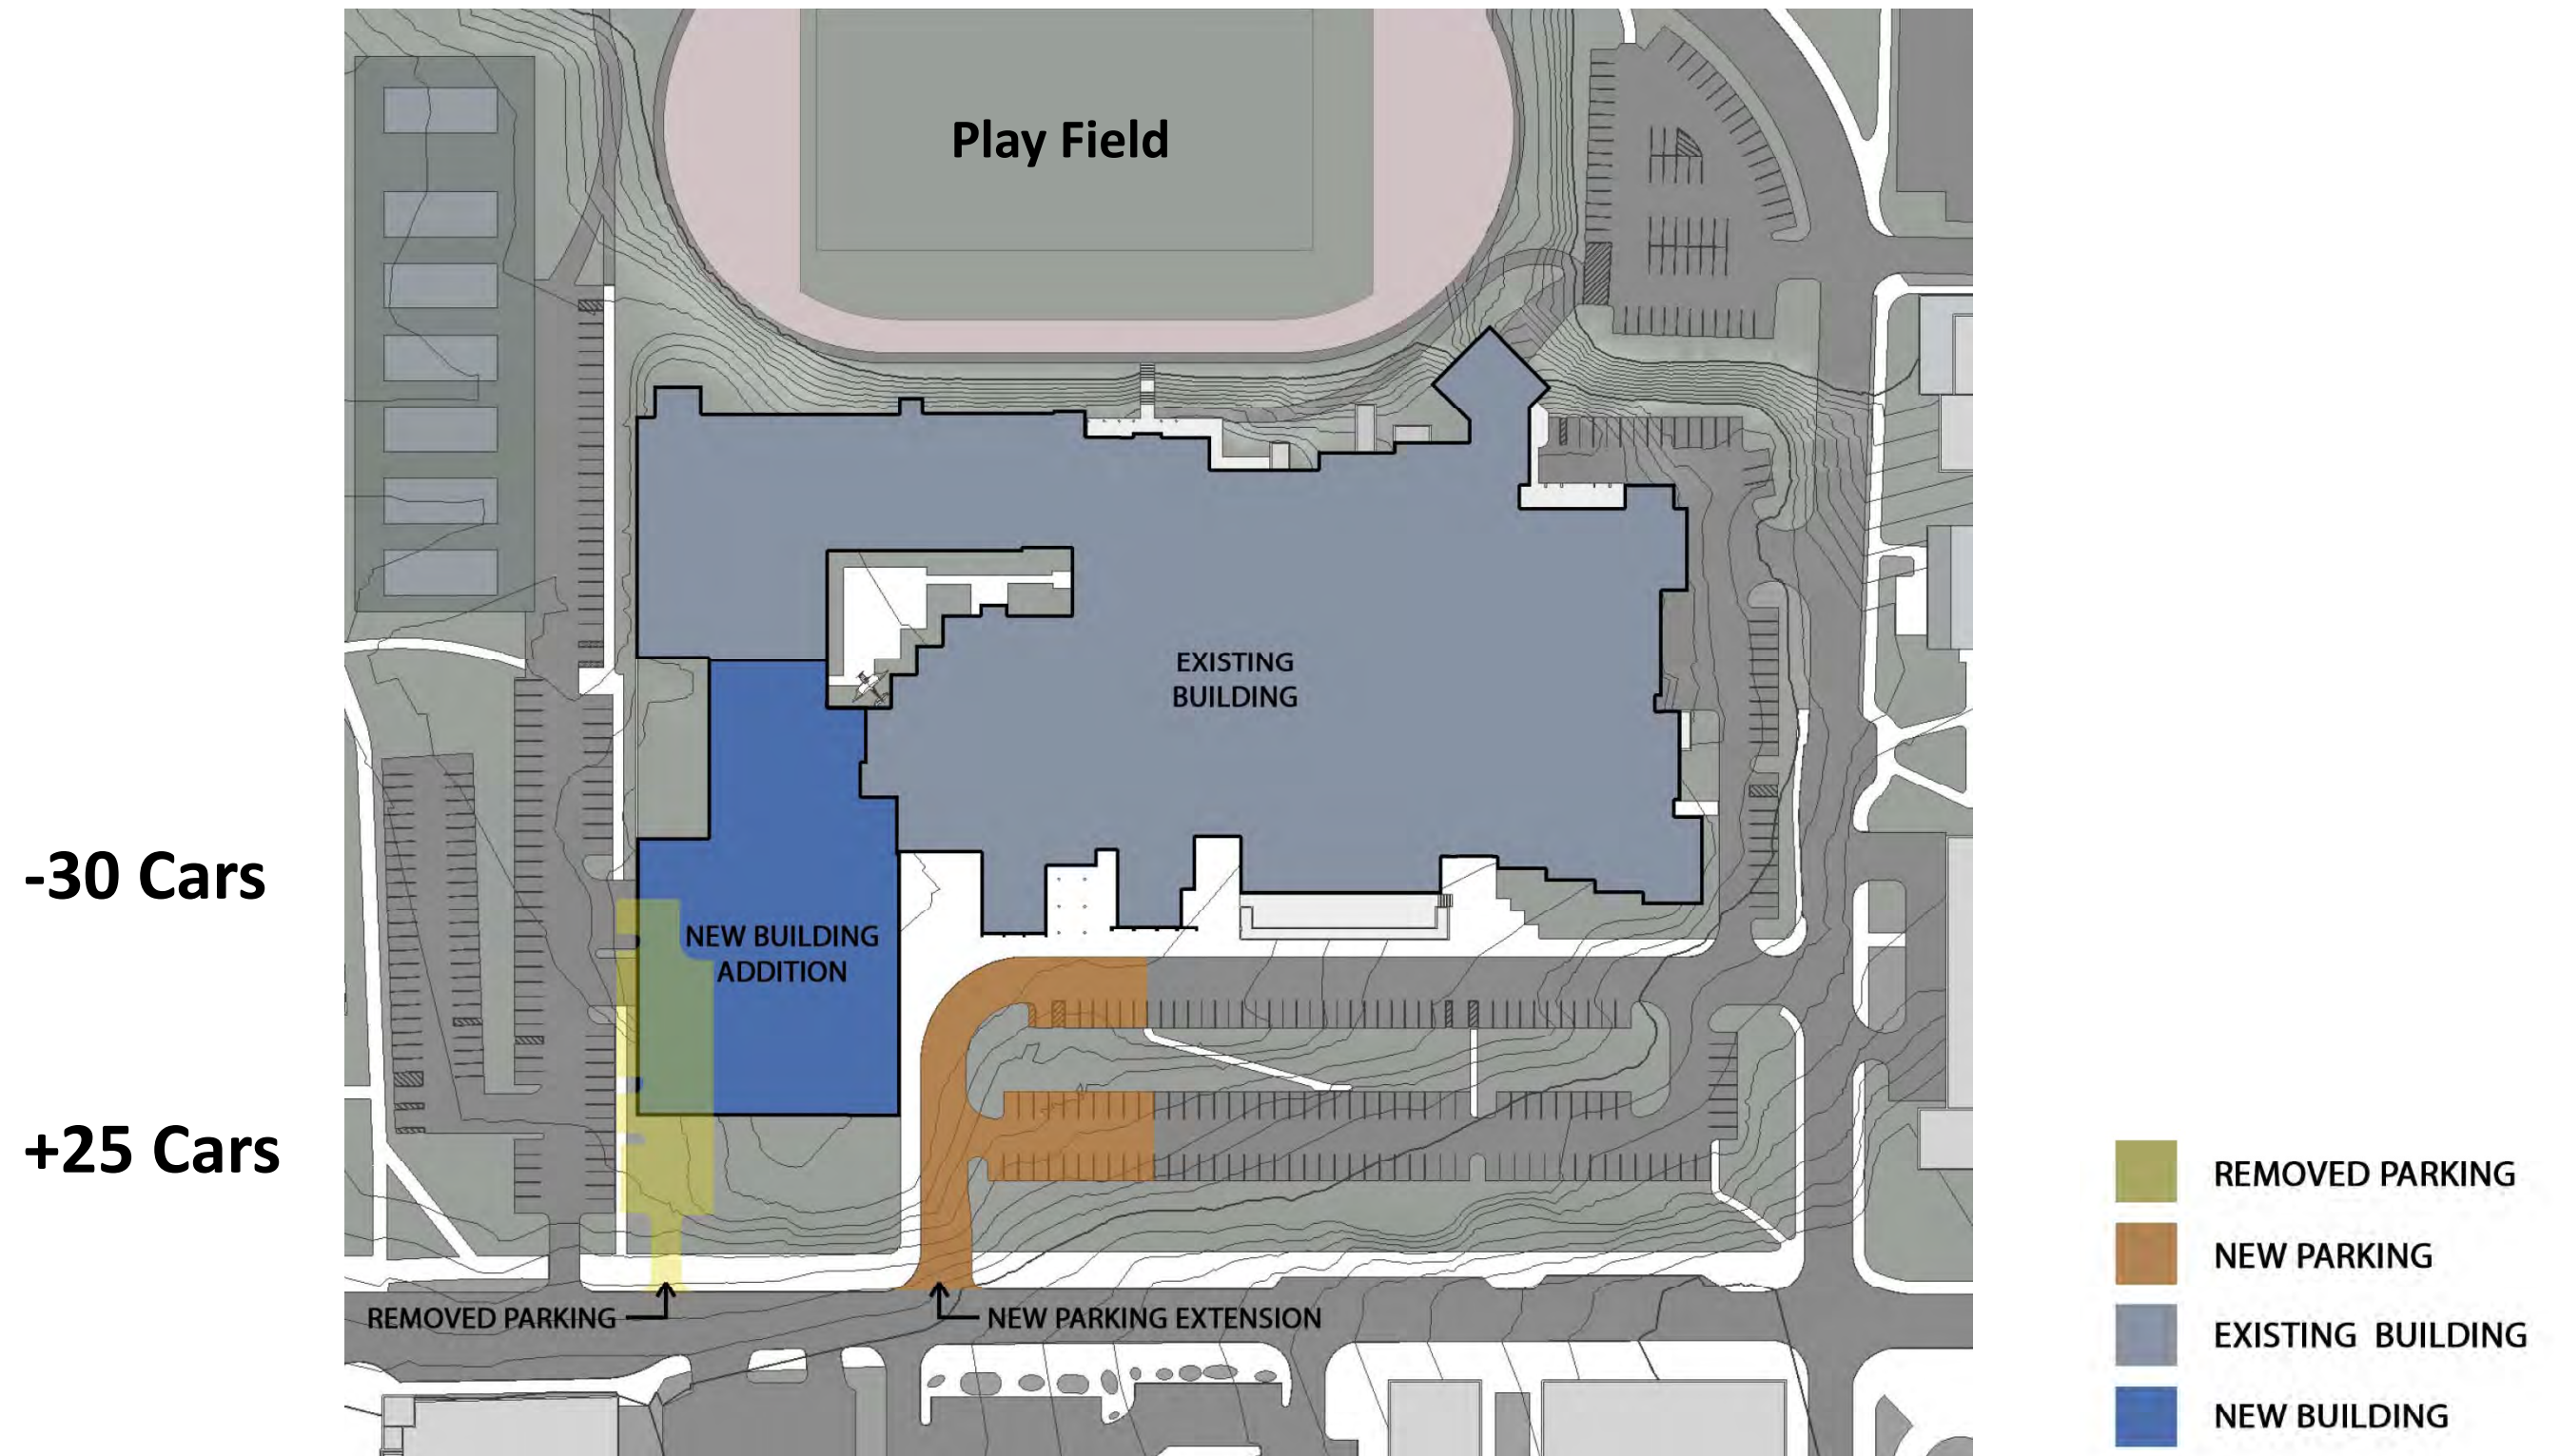 Play Field
EXISTING
BUILDING
-30 Cars
NEW BUILDING
ADDITION
+25 Cars
REMOVED PARKING
NEW PARKING EXTENSION
REMOVED PARKING
NEW PARKING
EXISTING BUILDING
NEW BUILDING